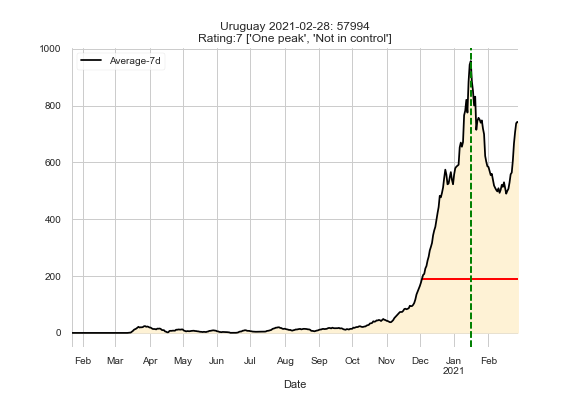 Uruguay 2021-02-28: 57994
Rating:7 ['One peak', 'Not in control']
Average-7d
1000
800
600
400
200
0
Feb Mar Apr May Jun Jul Aug Sep Oct Nov Dec Jan Feb
2021
Date